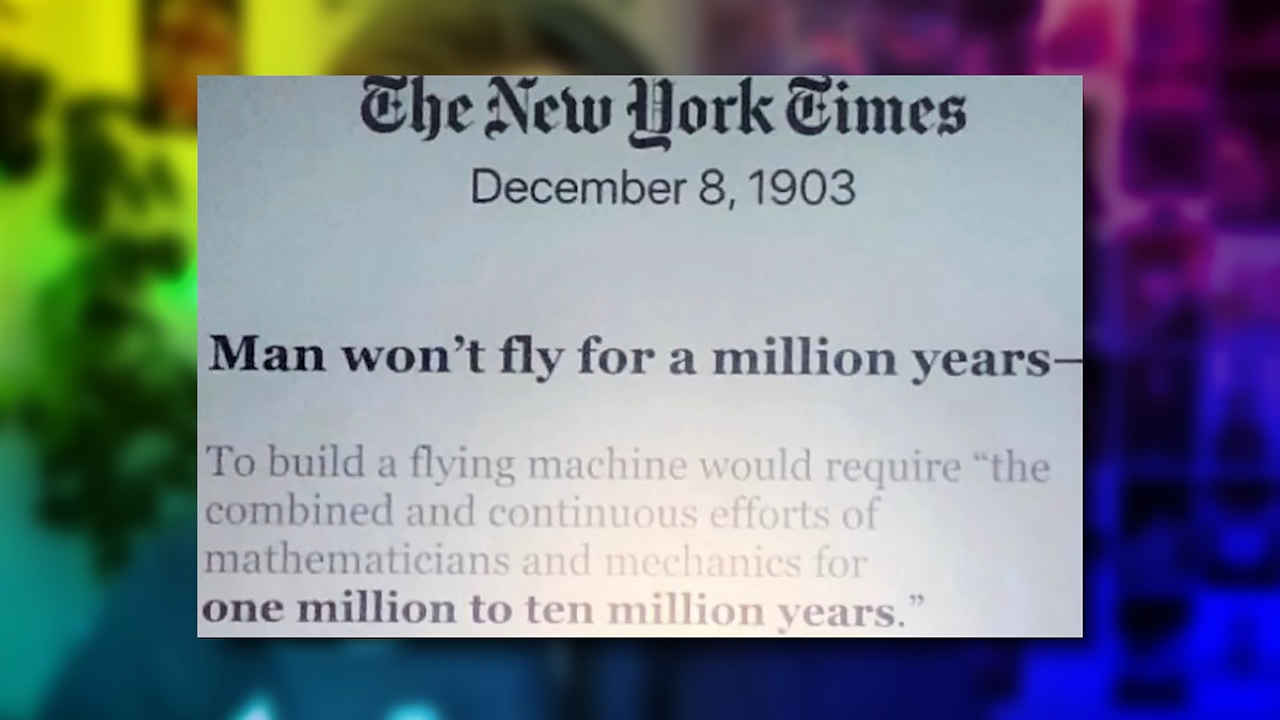 The New York Times
December 8, 1903
Man won’t fly for a million years—
To build a flying machine would require “the
combined and continuous efforts of
mathematicians and mechanics for
one million to ten million years.”